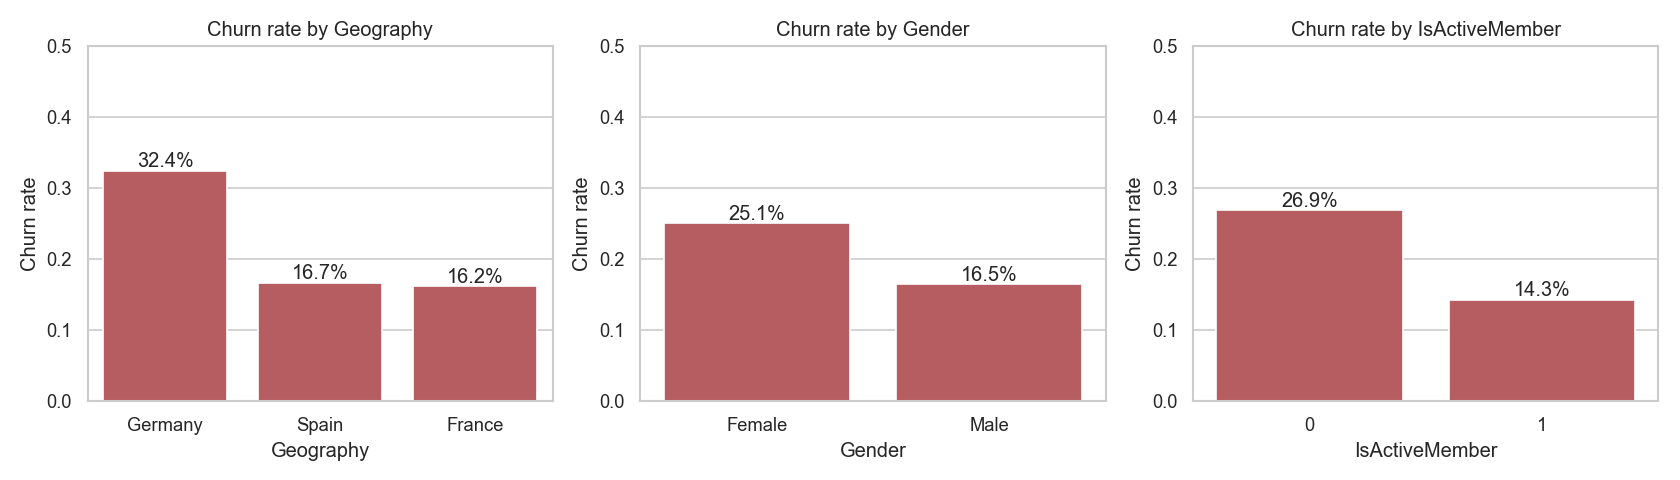 Churn rate by Geography
Churn rate
0.5
0.4
0.3
0.2
0.1
0.0
32.4%
16.7%
16.2%
Germany
Spain
France
Geography
Churn rate by Gender
Churn rate
0.5
0.4
0.3
0.2
0.1
0.0
25.1%
16.5%
Female
Male
Gender
Churn rate by IsActiveMember
Churn rate
0.5
0.4
0.3
0.2
0.1
0.0
26.9%
14.3%
0
1
IsActiveMember